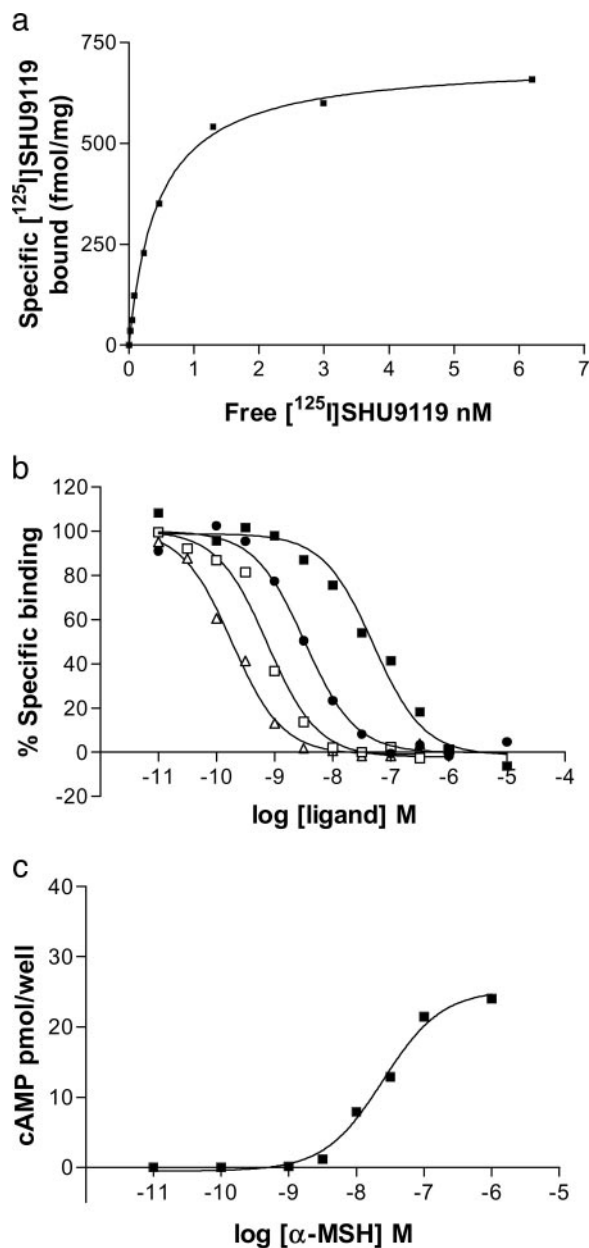 a
750
500
250
0
Specific [¹²⁵I]SHU9119
bound (fmol/mg)
0 1 2 3 4 5 6 7
Free [¹²⁵I]SHU9119 nM
b
120
100
80
60
40
20
0
-20
% Specific binding
-11 -10 -9 -8 -7 -6 -5 -4
log [ligand] M
c
40
30
20
10
0
cAMP pmol/well
-11 -10 -9 -8 -7 -6 -5
log [α-MSH] M